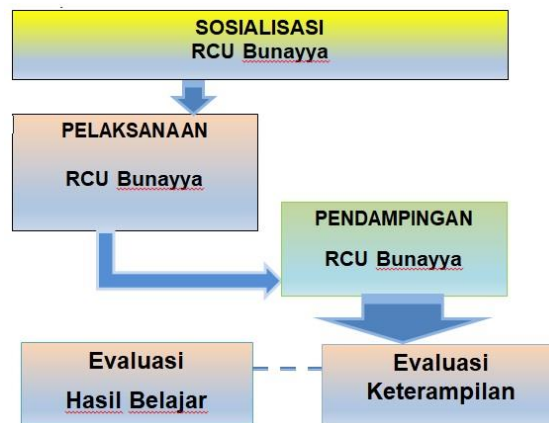 SOSIALISASI
RCU Bunayya
PELAKSANAAN
RCU Bunayya
PENDAMPINGAN
RCU Bunayya
Evaluasi
Hasil Belajar
Evaluasi
Keterampilan